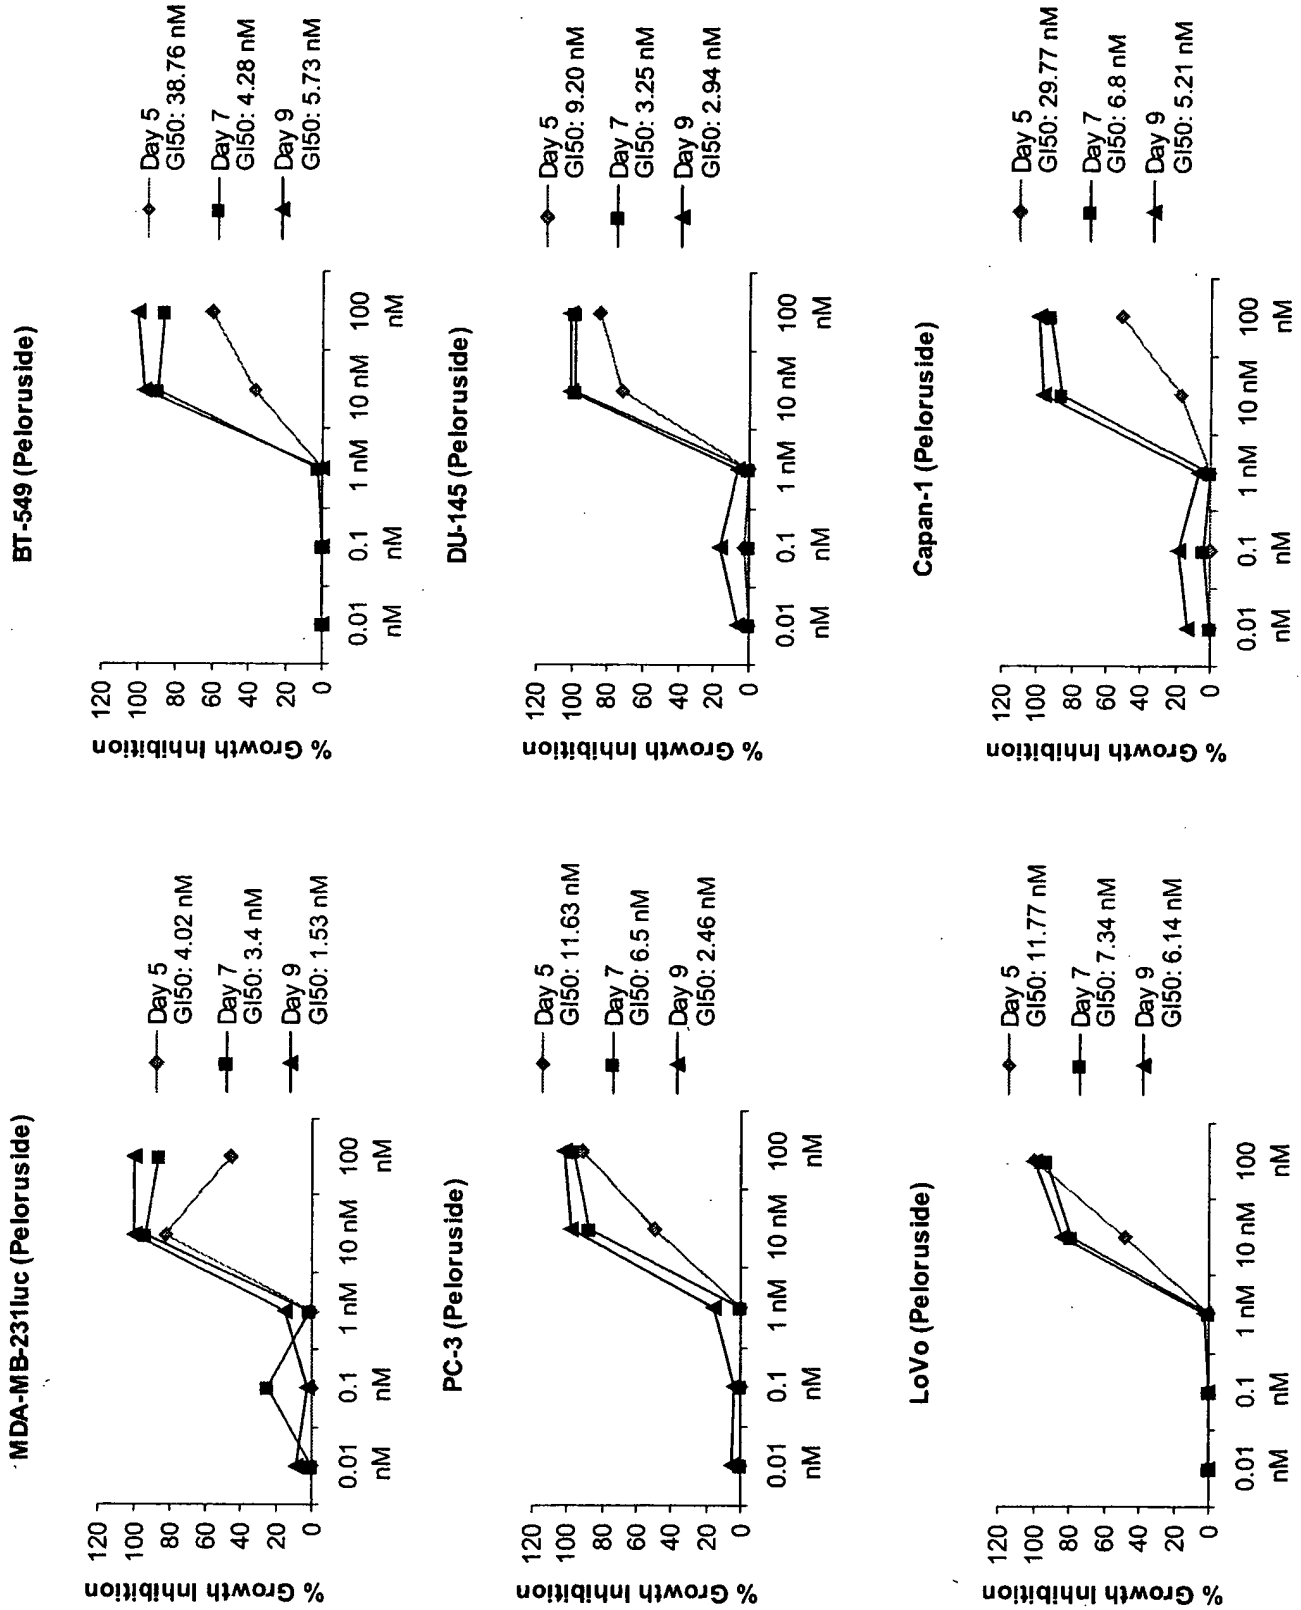 MDA-MB-231luc (Peloruside)
% Growth Inhibition
120
100
80
60
40
20
0
0.01 nM
0.1 nM
1 nM
10 nM
100 nM
Day 5
GI50: 4.02 nM
Day 7
GI50: 3.4 nM
Day 9
GI50: 1.53 nM
BT-549 (Peloruside)
% Growth Inhibition
120
100
80
60
40
20
0
0.01 nM
0.1 nM
1 nM
10 nM
100 nM
Day 5
GI50: 38.76 nM
Day 7
GI50: 4.28 nM
Day 9
GI50: 5.73 nM
PC-3 (Peloruside)
% Growth Inhibition
120
100
80
60
40
20
0
0.01 nM
0.1 nM
1 nM
10 nM
100 nM
Day 5
GI50: 11.63 nM
Day 7
GI50: 6.5 nM
Day 9
GI50: 2.46 nM
DU-145 (Peloruside)
% Growth Inhibition
120
100
80
60
40
20
0
0.01 nM
0.1 nM
1 nM
10 nM
100 nM
Day 5
GI50: 9.20 nM
Day 7
GI50: 3.25 nM
Day 9
GI50: 2.94 nM
LoVo (Peloruside)
% Growth Inhibition
120
100
80
60
40
20
0
0.01 nM
0.1 nM
1 nM
10 nM
100 nM
Day 5
GI50: 11.77 nM
Day 7
GI50: 7.34 nM
Day 9
GI50: 6.14 nM
Capan-1 (Peloruside)
% Growth Inhibition
120
100
80
60
40
20
0
0.01 nM
0.1 nM
1 nM
10 nM
100 nM
Day 5
GI50: 29.77 nM
Day 7
GI50: 6.8 nM
Day 9
GI50: 5.21 nM